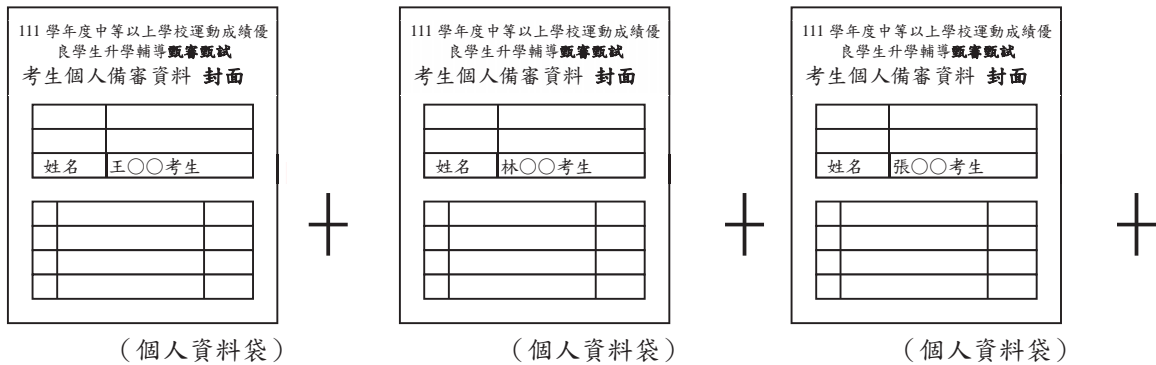 111 學年度中等以上學校運動成績優
良學生升學輔導甄審甄試
考生個人備審資料 封面
姓名 王○○考生
(個人資料袋)
+
111 學年度中等以上學校運動成績優
良學生升學輔導甄審甄試
考生個人備審資料 封面
姓名 林○○考生
(個人資料袋)
+
111 學年度中等以上學校運動成績優
良學生升學輔導甄審甄試
考生個人備審資料 封面
姓名 張○○考生
(個人資料袋)
+